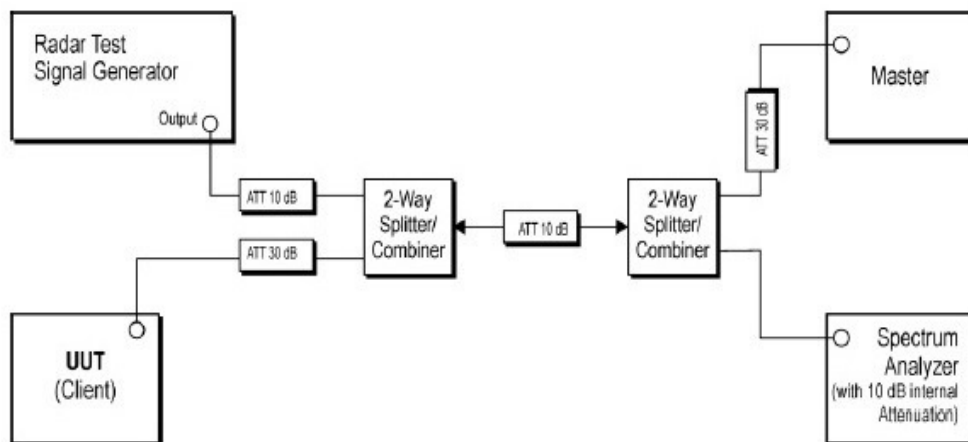 Radar Test
Signal Generator
Output
ATT 10 dB
ATT 30 dB
2-Way
Splitter/
Combiner
ATT 10 dB
2-Way
Splitter/
Combiner
ATT 30 dB
Master
UUT
(Client)
Spectrum
Analyzer
(with 10 dB internal
Attenuation)